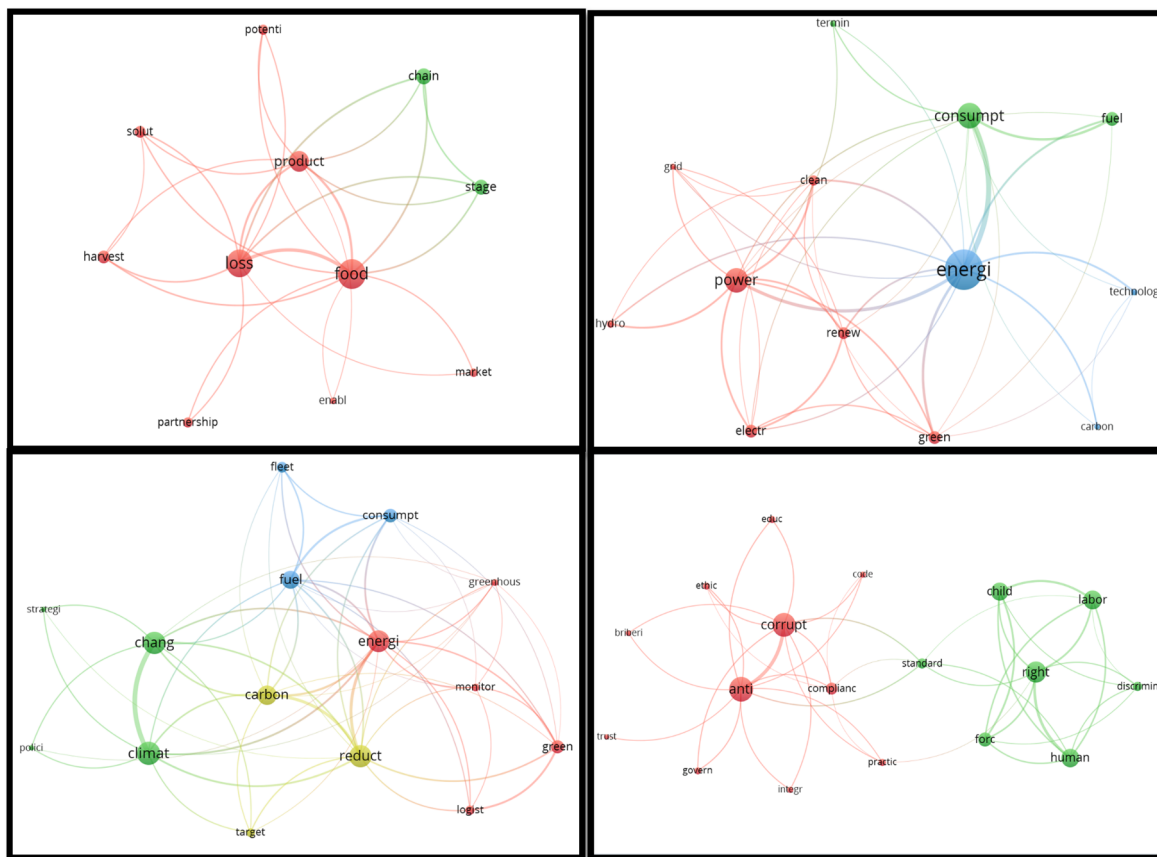 potenti
chain
solut
product
stage
harvest
loss
food
market
enabl
partnership
termin
consumpt
fuel
grid
clean
energi
power
technolog
hydro
renew
carbon
electr
green
fleet
consumpt
fuel
greenhous
strategi
chang
energi
carbon
monitor
polici
climat
reduct
green
logist
target
educ
ethic
code
child
labor
briberi
corrupt
standard
right
anti
complianc
discrimin
trust
forc
govern
practic
human
integr